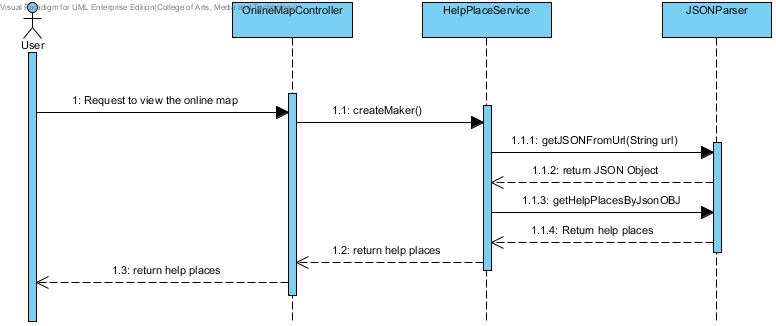 Visual Paradigm for UML Enterprise Edition(College of Arts, Media and
OnlineMapController
HelpPlaceService
JSONParser
User
1: Request to view the online map
1.1: createMaker()
1.1.1: getJSONFromUrl(String url)
1.1.2: return JSON Object
1.1.3: getHelpPlacesByJsonOBJ
1.1.4: Return help places
1.2: return help places
1.3: return help places